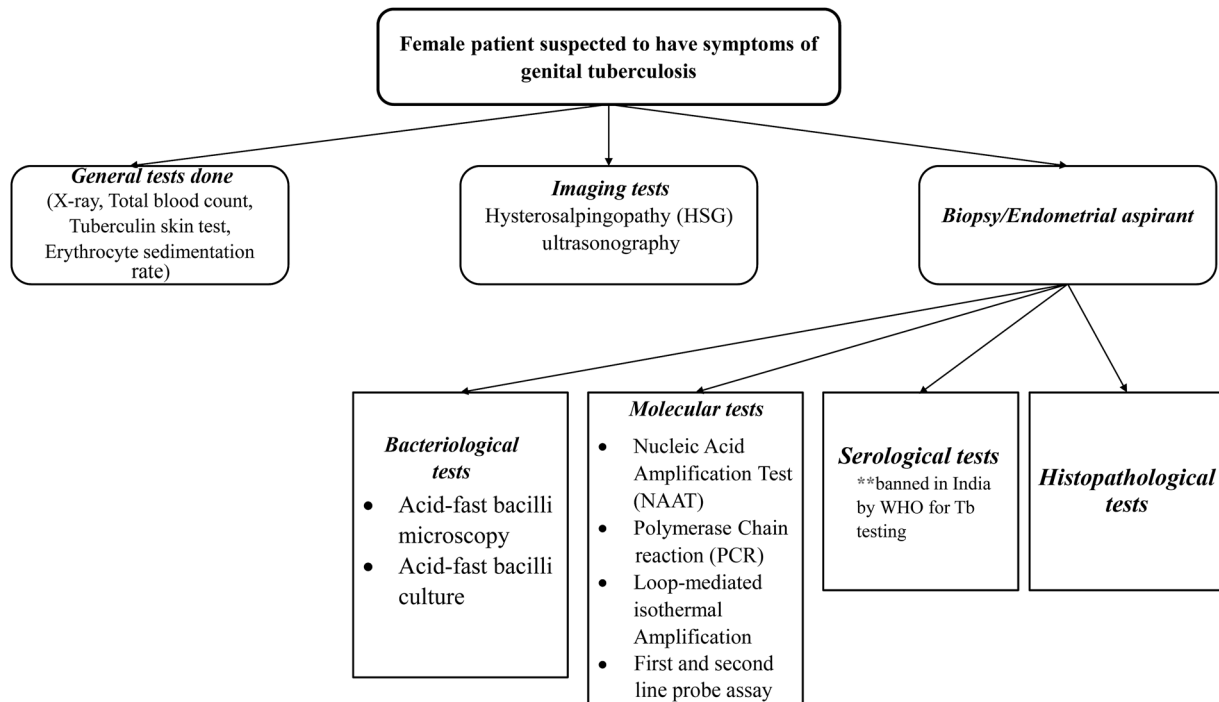 Female patient suspected to have symptoms of
genital tuberculosis
General tests done
(X-ray, Total blood count,
Tuberculin skin test,
Erythrocyte sedimentation
rate)
Imaging tests
Hysterosalpingopathy (HSG)
ultrasonography
Biopsy/Endometrial aspirant
Bacteriological
tests
• Acid-fast bacilli
microscopy
• Acid-fast bacilli
culture
Molecular tests
• Nucleic Acid
Amplification Test
(NAAT)
• Polymerase Chain
reaction (PCR)
• Loop-mediated
isothermal
Amplification
• First and second
line probe assay
Serological tests
**banned in India
by WHO for Tb
testing
Histopathological
tests